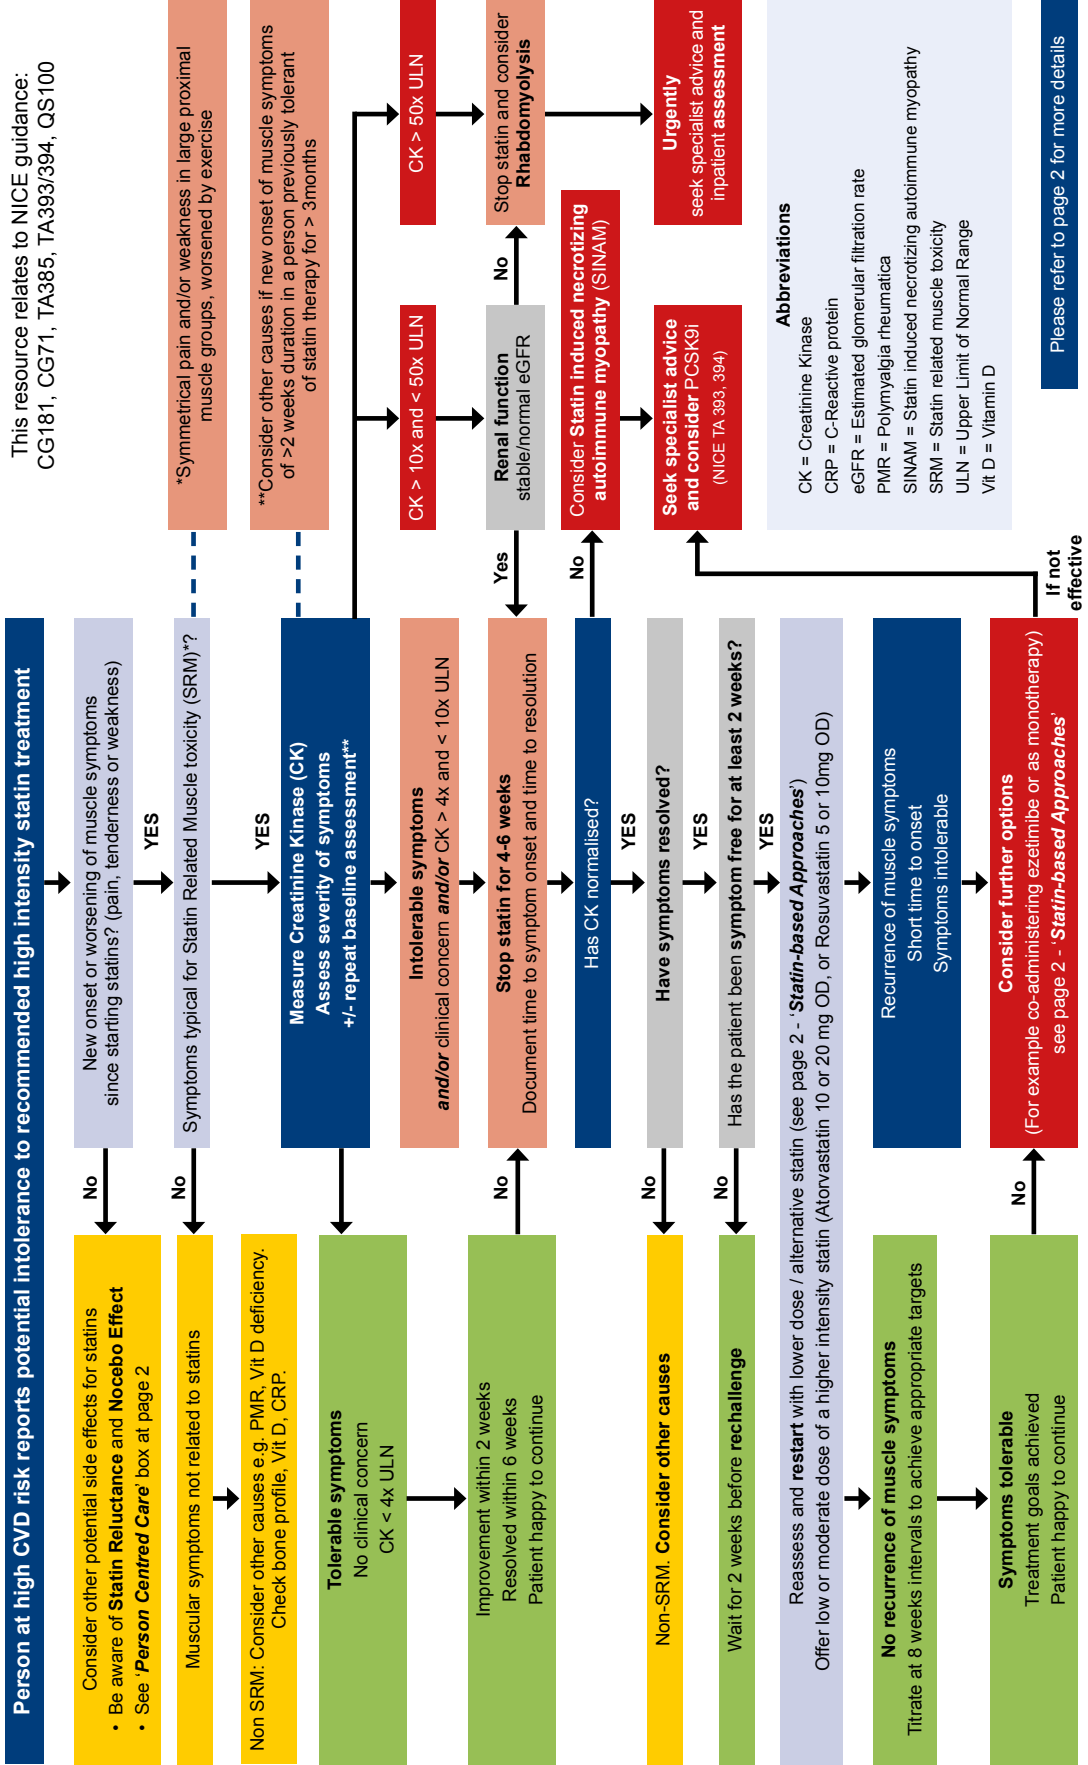 This resource relates to NICE guidance:
CG181, CG71, TA385, TA393/394, QS100
Person at high CVD risk reports potential intolerance to recommended high intensity statin treatment
New onset or worsening of muscle symptoms
since starting statins? (pain, tenderness or weakness)
No
Consider other potential side effects for statins
• Be aware of Statin Reluctance and Nocebo Effect
• See ‘Person Centred Care’ box at page 2
YES
Symptoms typical for Statin Related Muscle toxicity (SRM)*?
*Symmetrical pain and/or weakness in large proximal
muscle groups, worsened by exercise
No
Muscular symptoms not related to statins
Non SRM: Consider other causes e.g. PMR, Vit D deficiency.
Check bone profile, Vit D, CRP.
YES
Measure Creatinine Kinase (CK)
Assess severity of symptoms
+/- repeat baseline assessment**
**Consider other causes if new onset of muscle symptoms
of >2 weeks duration in a person previously tolerant
of statin therapy for > 3months
Tolerable symptoms
No clinical concern
CK < 4x ULN
Intolerable symptoms
and/or clinical concern and/or CK > 4x and < 10x ULN
CK > 10x and < 50x ULN
CK > 50x ULN
Improvement within 2 weeks
Resolved within 6 weeks
Patient happy to continue
No
Stop statin for 4-6 weeks
Document time to symptom onset and time to resolution
Yes
Renal function
stable/normal eGFR
No
Stop statin and consider
Rhabdomyolysis
Has CK normalised?
No
Consider Statin induced necrotizing
autoimmune myopathy (SINAM)
YES
Non-SRM. Consider other causes
No
Have symptoms resolved?
Seek specialist advice
and consider PCSK9i
(NICE TA 393, 394)
Urgently
seek specialist advice and
inpatient assessment
YES
Wait for 2 weeks before rechallenge
No
Has the patient been symptom free for at least 2 weeks?
YES
Reassess and restart with lower dose / alternative statin (see page 2 - ‘Statin-based Approaches’)
Offer low or moderate dose of a higher intensity statin (Atorvastatin 10 or 20 mg OD, or Rosuvastatin 5 or 10mg OD)
No recurrence of muscle symptoms
Titrate at 8 weeks intervals to achieve appropriate targets
Recurrence of muscle symptoms
Short time to onset
Symptoms intolerable
Symptoms tolerable
Treatment goals achieved
Patient happy to continue
No
Consider further options
(For example co-administering ezetimibe or as monotherapy)
see page 2 - ‘Statin-based Approaches’
If not
effective
Abbreviations
CK = Creatinine Kinase
CRP = C-Reactive protein
eGFR = Estimated glomerular filtration rate
PMR = Polymyalgia rheumatica
SINAM = Statin induced necrotizing autoimmune myopathy
SRM = Statin related muscle toxicity
ULN = Upper Limit of Normal Range
Vit D = Vitamin D
Please refer to page 2 for more details